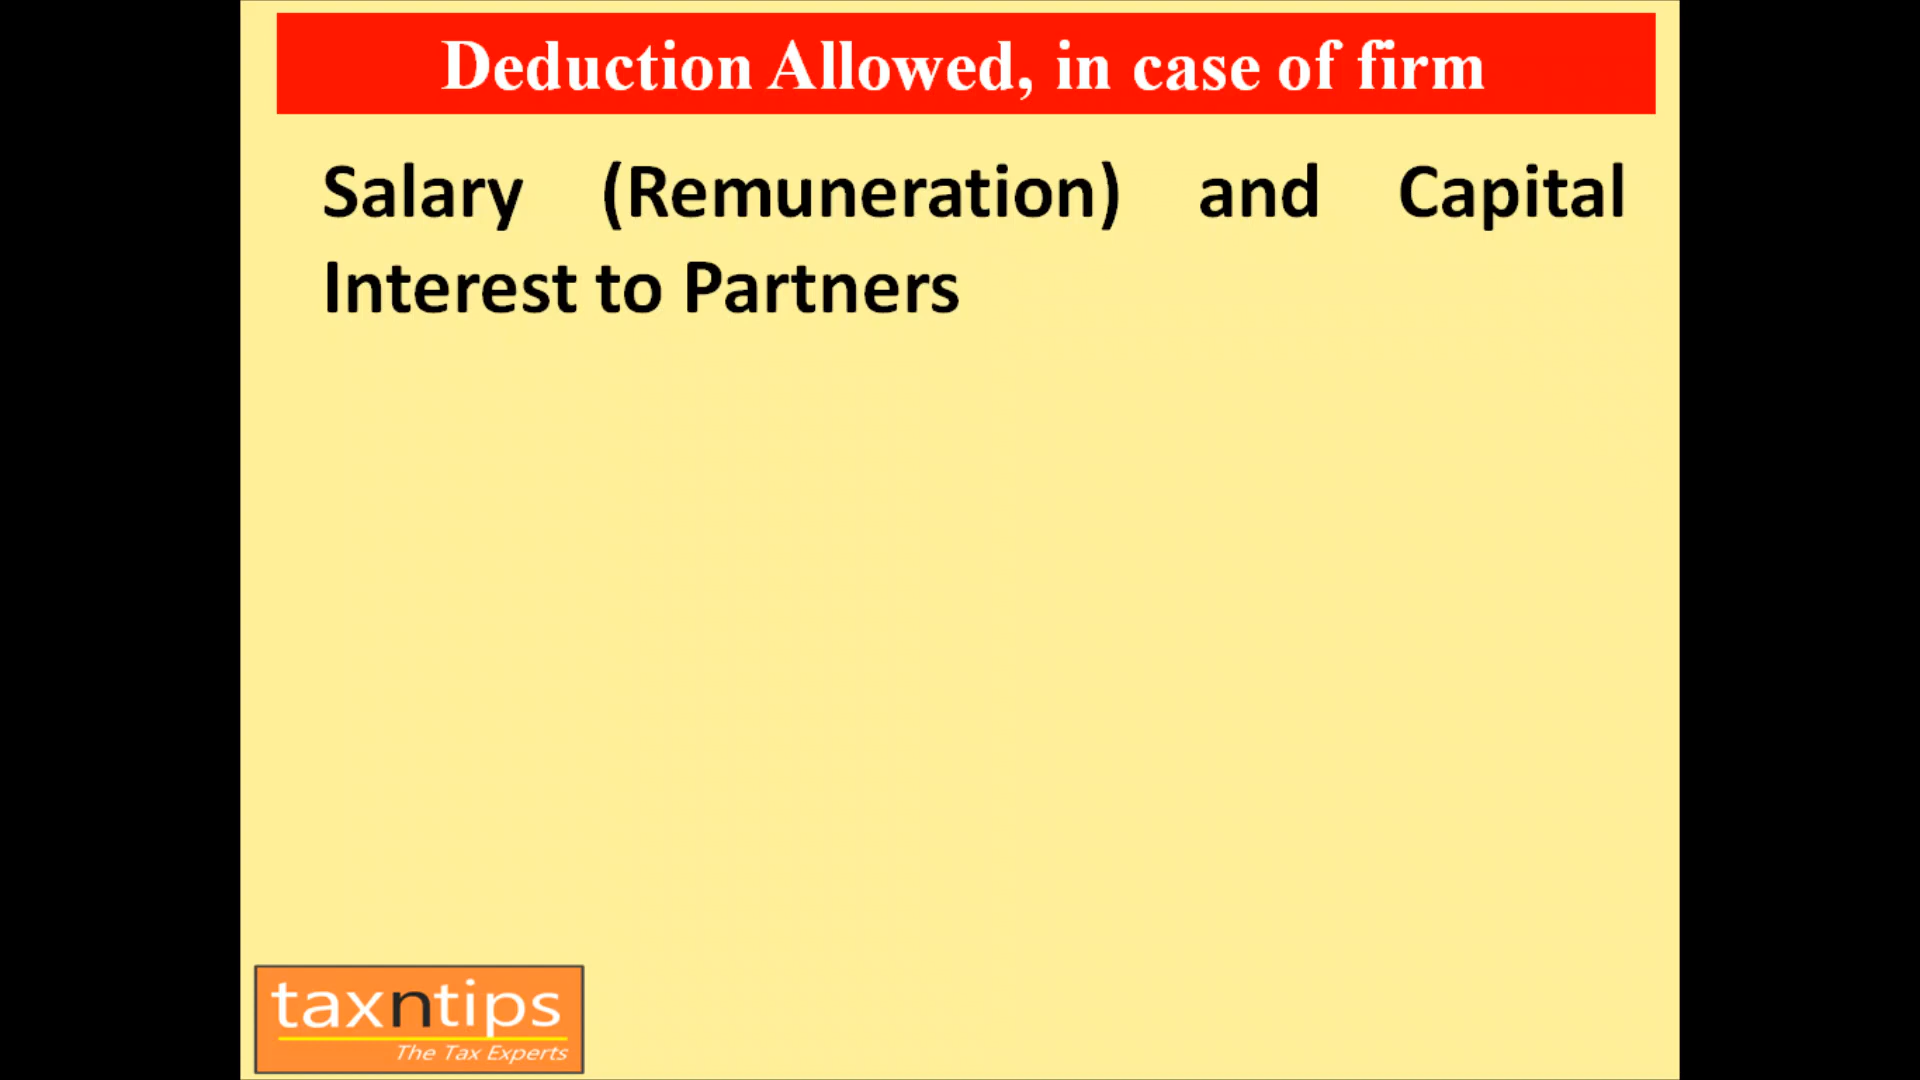 Deduction Allowed, in case of firm
Salary (Remuneration) and Capital
Interest to Partners
taxntips
The Tax Experts